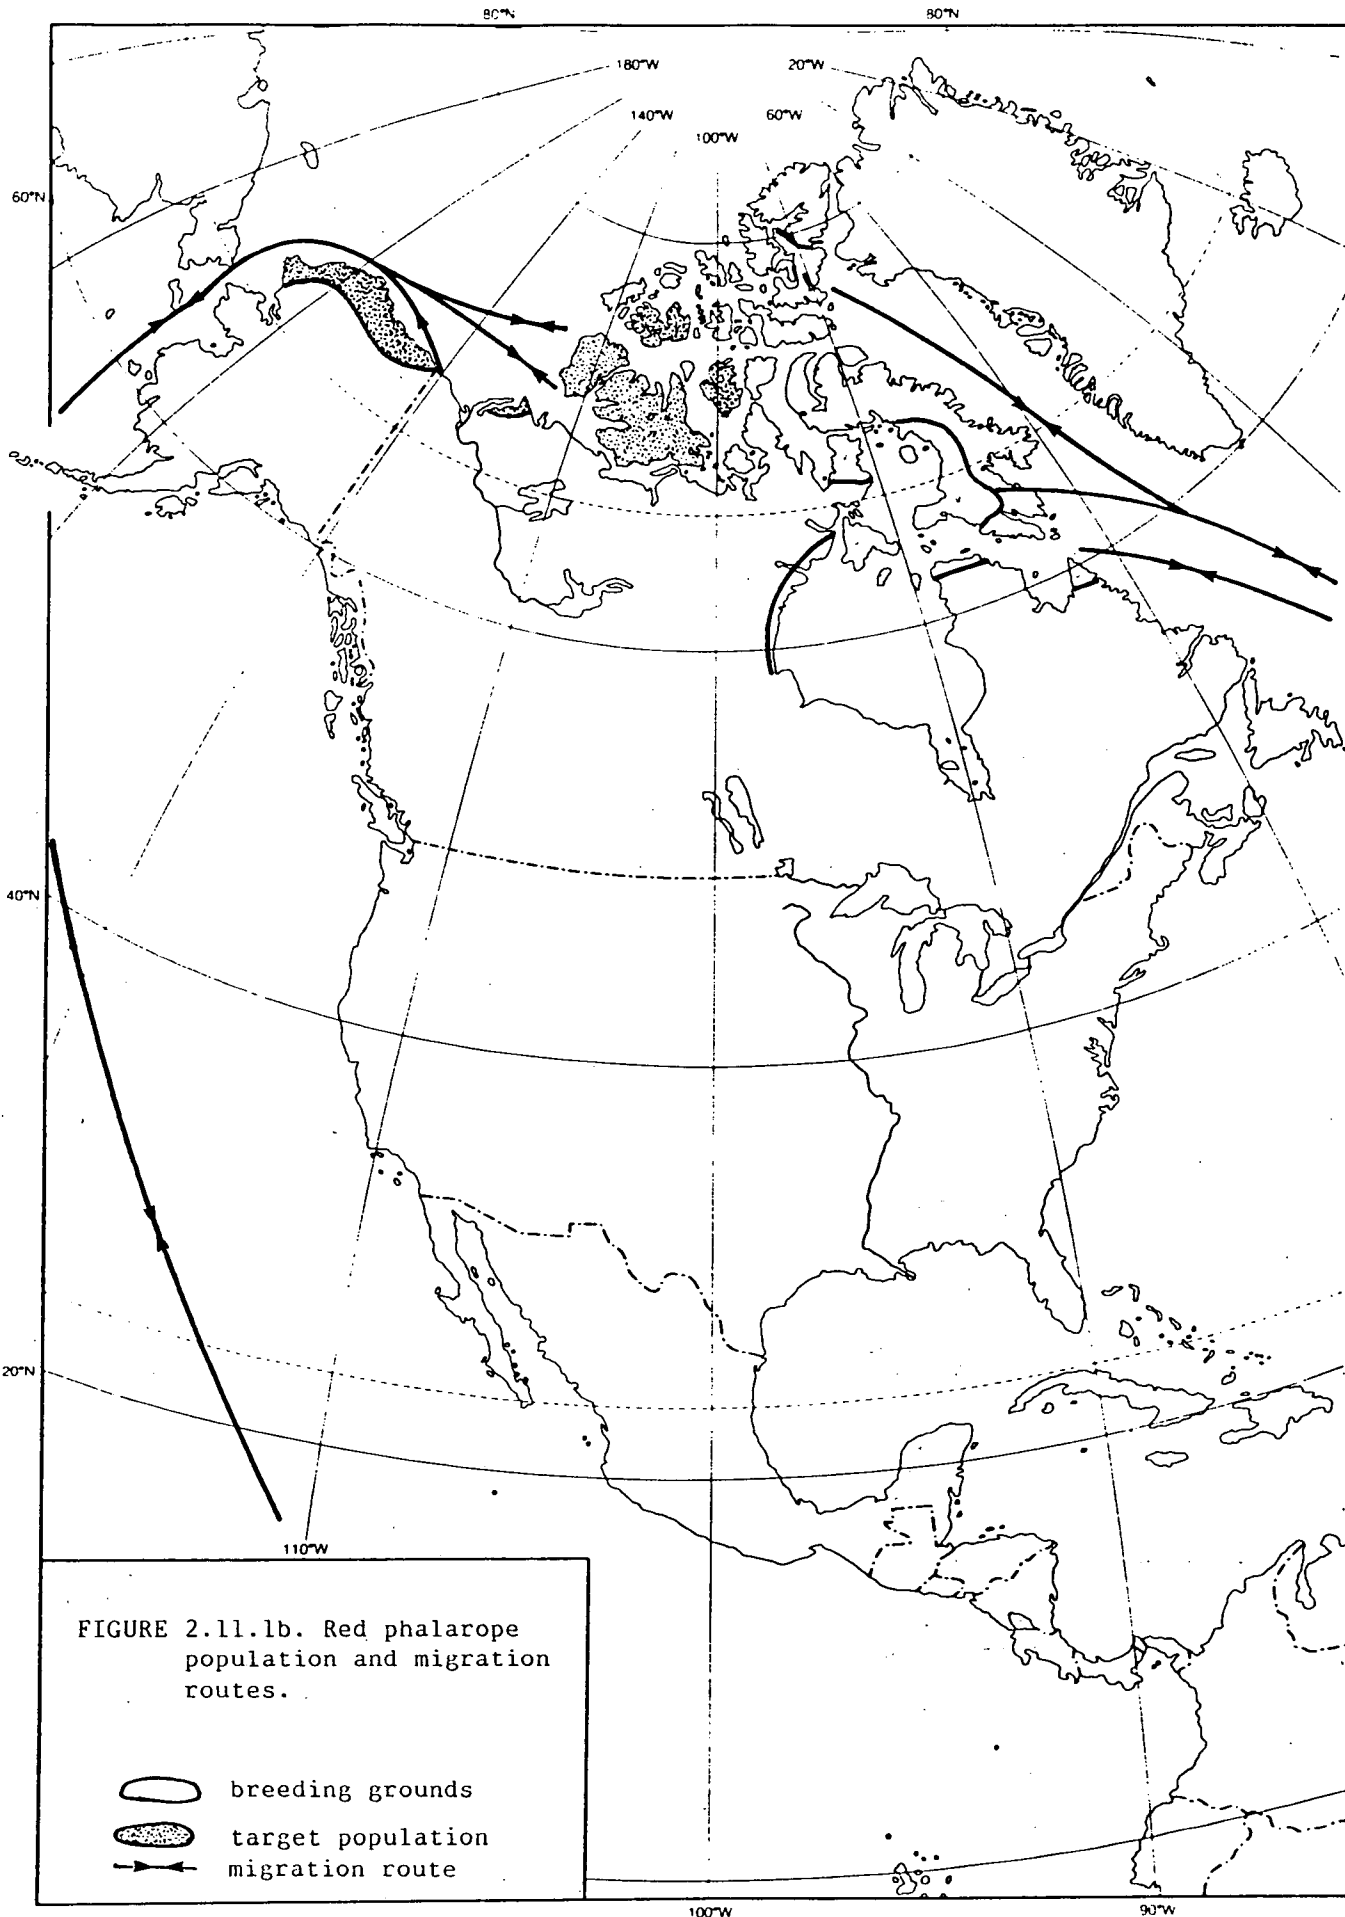 80°N
80°N
180°W
20°W
140°W
60°W
100°W
60°N
40°N
20°N
110°W
FIGURE 2.11.1b. Red phalarope
population and migration
routes.
breeding grounds
target population
migration route
100°W
90°W